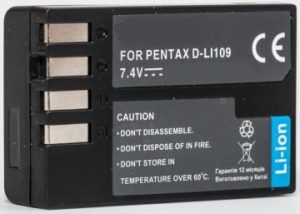 FOR PENTAX D-LI109
7.4V⎓
CE
CAUTION
• DON'T DISASSEMBLE.
• DON'T DISPOSE OF IN FIRE.
• DON'T STORE IN
TEMPERATURE OVER 60°C.
Гарантія 12 місяців
Виготовлено у Китаї
Li-ion